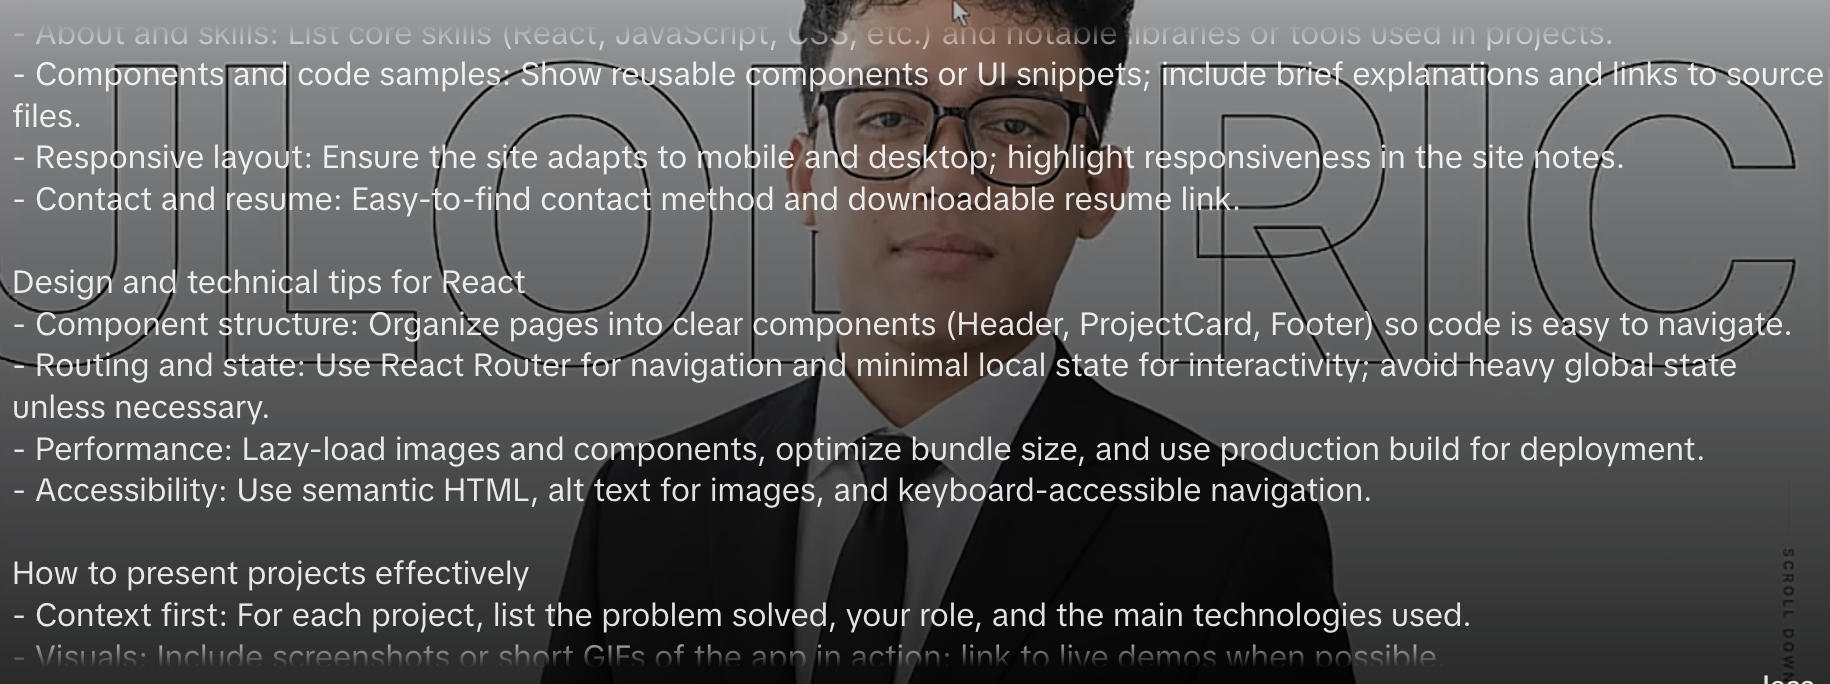 - About and skills: List core skills (React, JavaScript, CSS, etc.) and notable libraries or tools used in projects.
- Components and code samples: Show reusable components or UI snippets; include brief explanations and links to source
files.
- Responsive layout: Ensure the site adapts to mobile and desktop; highlight responsiveness in the site notes.
- Contact and resume: Easy-to-find contact method and downloadable resume link.
Design and technical tips for React
- Component structure: Organize pages into clear components (Header, ProjectCard, Footer) so code is easy to navigate.
- Routing and state: Use React Router for navigation and minimal local state for interactivity; avoid heavy global state
unless necessary.
- Performance: Lazy-load images and components, optimize bundle size, and use production build for deployment.
- Accessibility: Use semantic HTML, alt text for images, and keyboard-accessible navigation.
How to present projects effectively
- Context first: For each project, list the problem solved, your role, and the main technologies used.
- Visuals: Include screenshots or short GIFs of the app in action; link to live demos when possible.
RIC
SCROLL DOWN